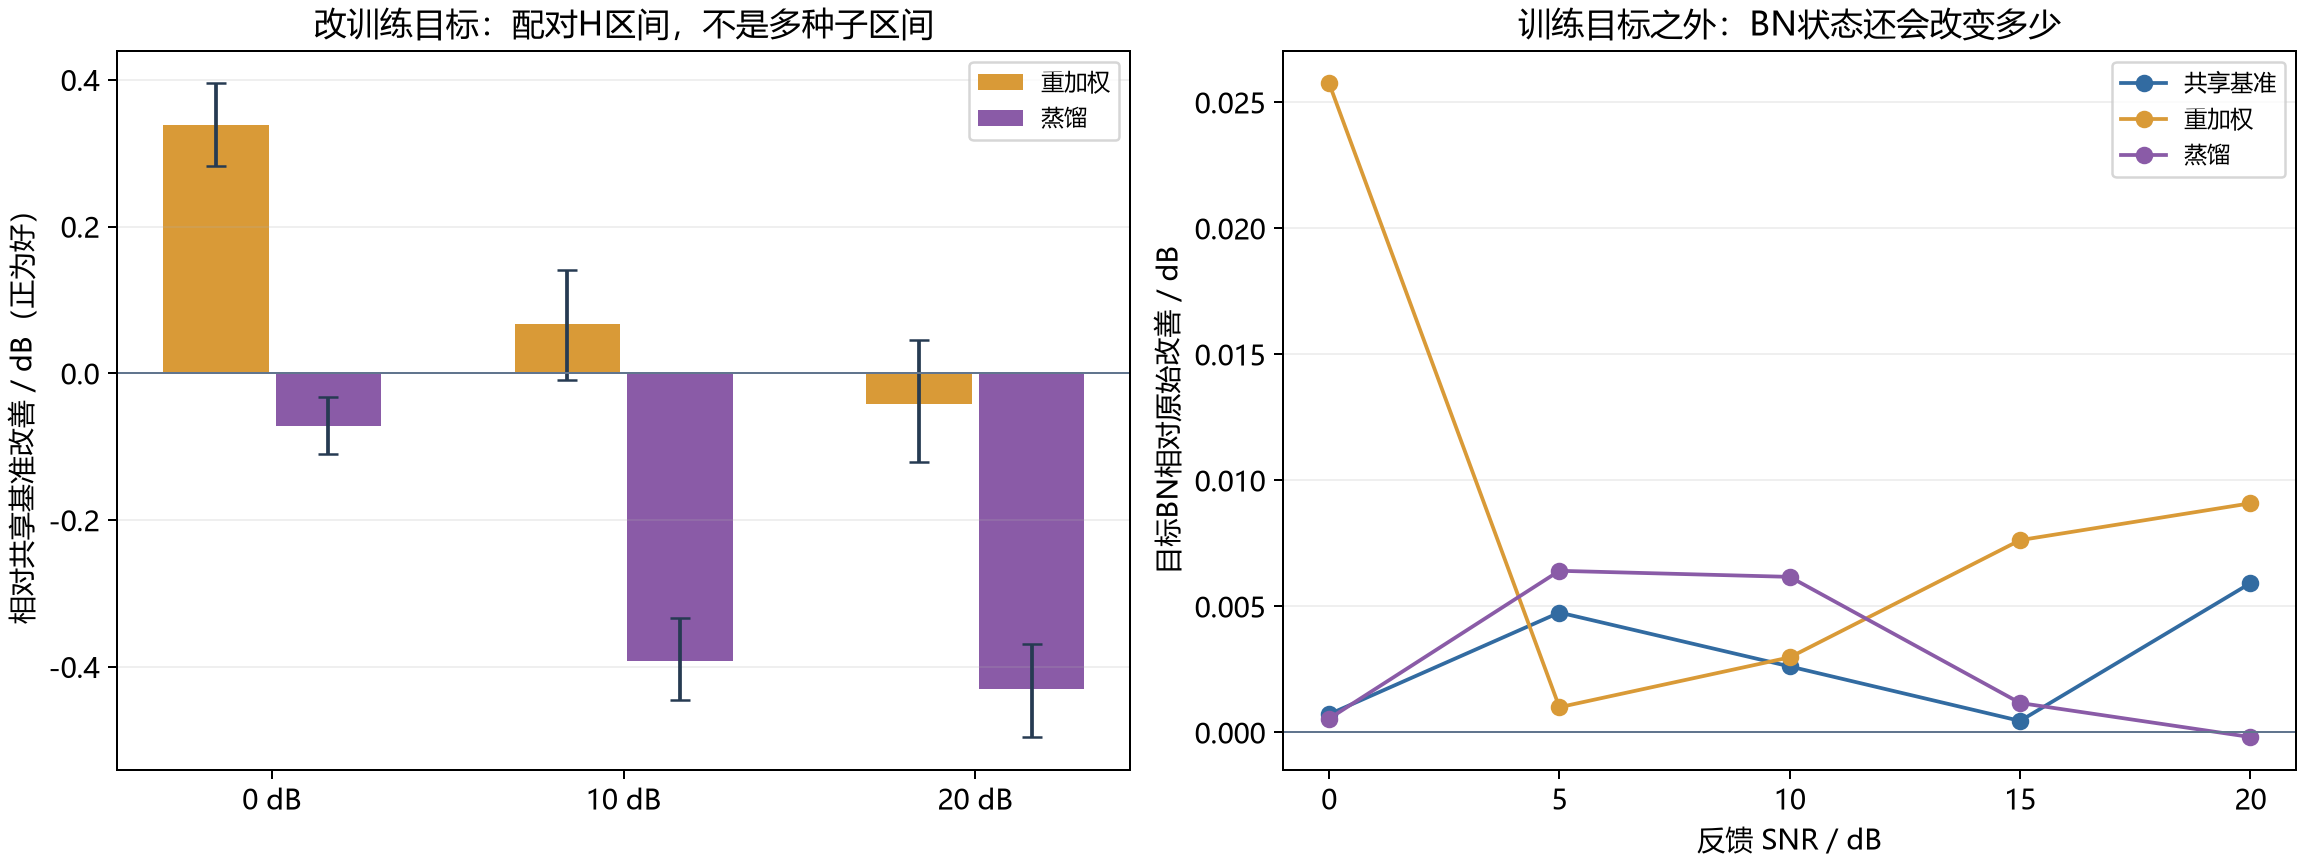 改训练目标：配对H区间，不是多种子区间
相对共享基准改善 / dB（正为好）
0.4
0.2
0.0
-0.2
-0.4
0 dB
10 dB
20 dB
重加权
蒸馏
训练目标之外：BN状态还会改变多少
目标BN相对原始改善 / dB
0.025
0.020
0.015
0.010
0.005
0.000
0
5
10
15
20
反馈 SNR / dB
共享基准
重加权
蒸馏